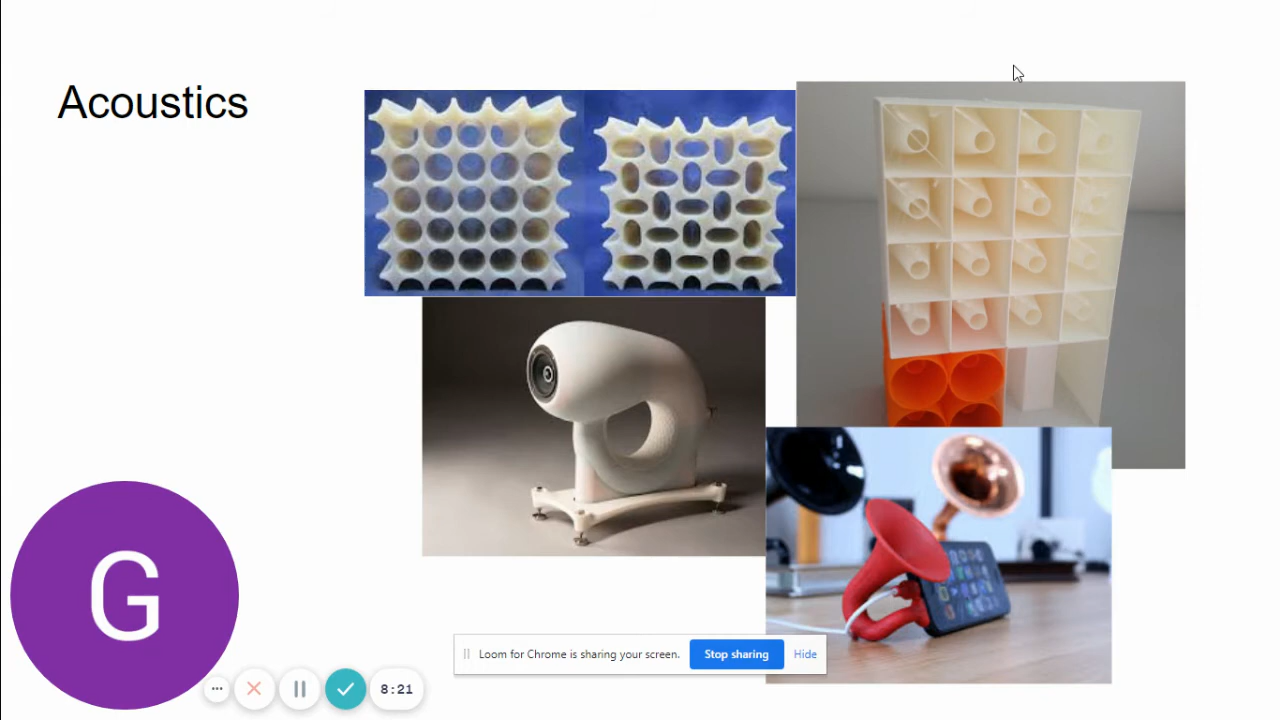 Acoustics
G
Loom for Chrome is sharing your screen.
Stop sharing
Hide
8:21